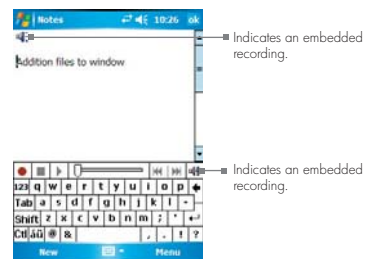 Notes 10:26 ok
Indicates an embedded
recording.
Addition files to window
Indicates an embedded
recording.
123 q w e r t y u i o p
Tab a s d f g h j k l -
Shift z x c v b n m ; '
Ctl áü @ & , . ! ?
New Menu